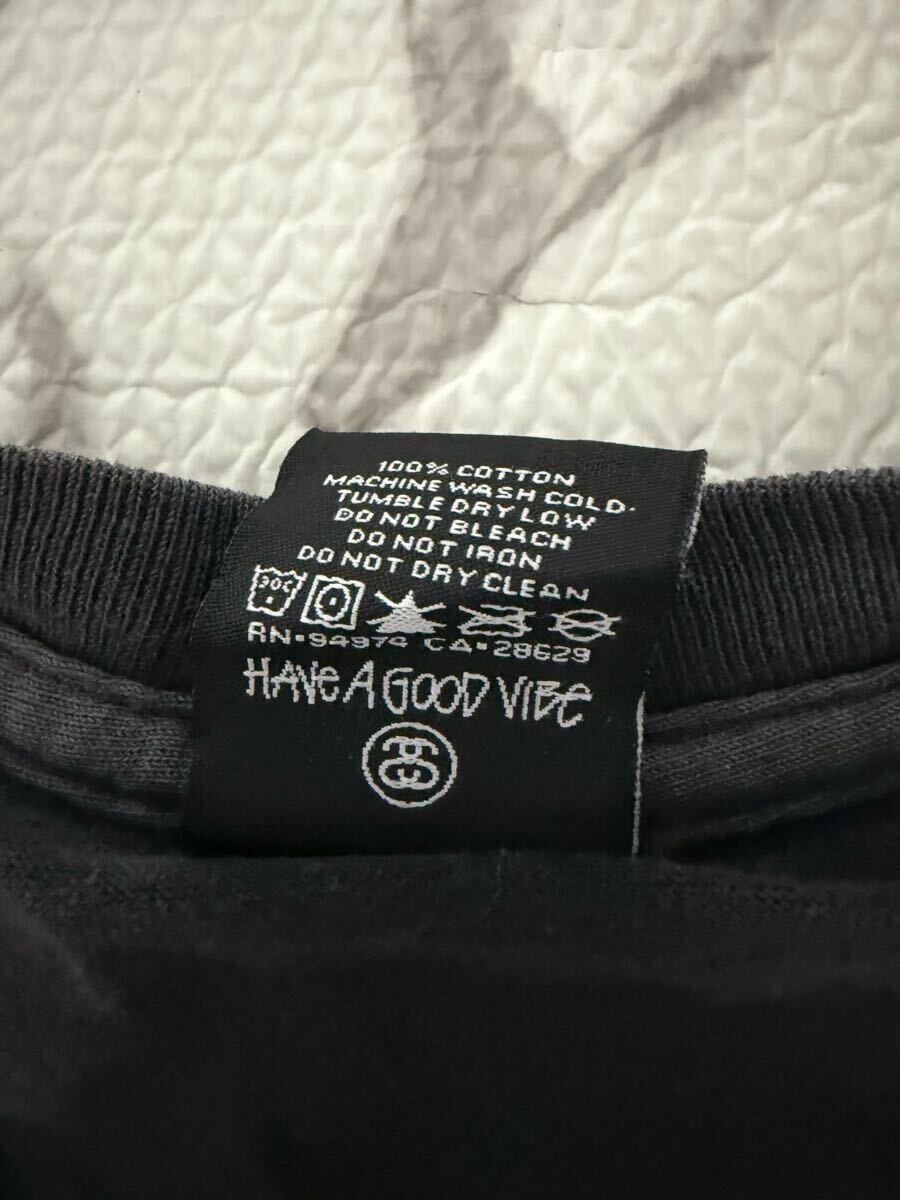 100% COTTON
MACHINE WASH COLD.
TUMBLE DRY LOW
DO NOT BLEACH
DO NOT IRON
DO NOT DRY CLEAN
RN•94974 CA•28629
HAVE A GOOD VIBE